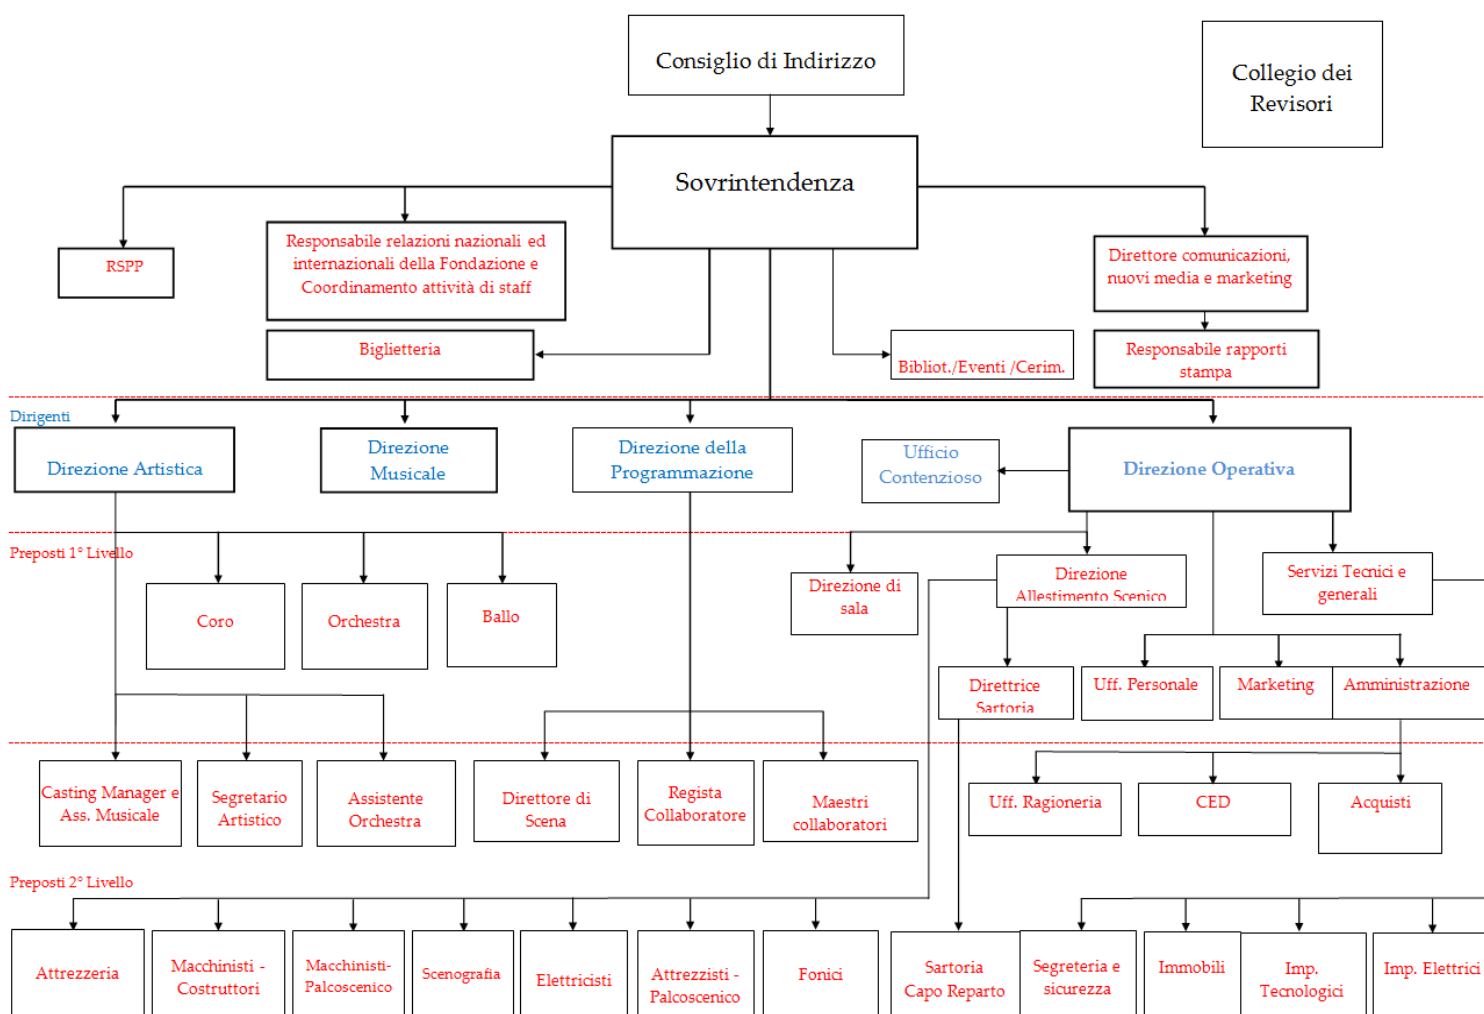 Consiglio di Indirizzo
Collegio dei
Revisori
Sovrintendenza
RSPP
Responsabile relazioni nazionali ed
internazionali della Fondazione e
Coordinamento attività di staff
Direttore comunicazioni,
nuovi media e marketing
Biglietteria
Bibliot./Eventi /Cerim.
Responsabile rapporti
stampa
Dirigenti
Direzione Artistica
Direzione
Musicale
Direzione della
Programmazione
Ufficio
Contenzioso
Direzione Operativa
Preposti 1° Livello
Coro
Orchestra
Ballo
Direzione di
sala
Direzione
Allestimento Scenico
Servizi Tecnici e
generali
Direttrice
Sartoria
Uff. Personale
Marketing
Amministrazione
Casting Manager e
Ass. Musicale
Segretario
Artistico
Assistente
Orchestra
Direttore di
Scena
Regista
Collaboratore
Maestri
collaboratori
Uff. Ragioneria
CED
Acquisti
Preposti 2° Livello
Attrezzeria
Macchinisti -
Costruttori
Macchinisti-
Palcoscenico
Scenografia
Elettricisti
Attrezzisti -
Palcoscenico
Fonici
Sartoria
Capo Reparto
Segreteria e
sicurezza
Immobili
Imp.
Tecnologici
Imp. Elettrici